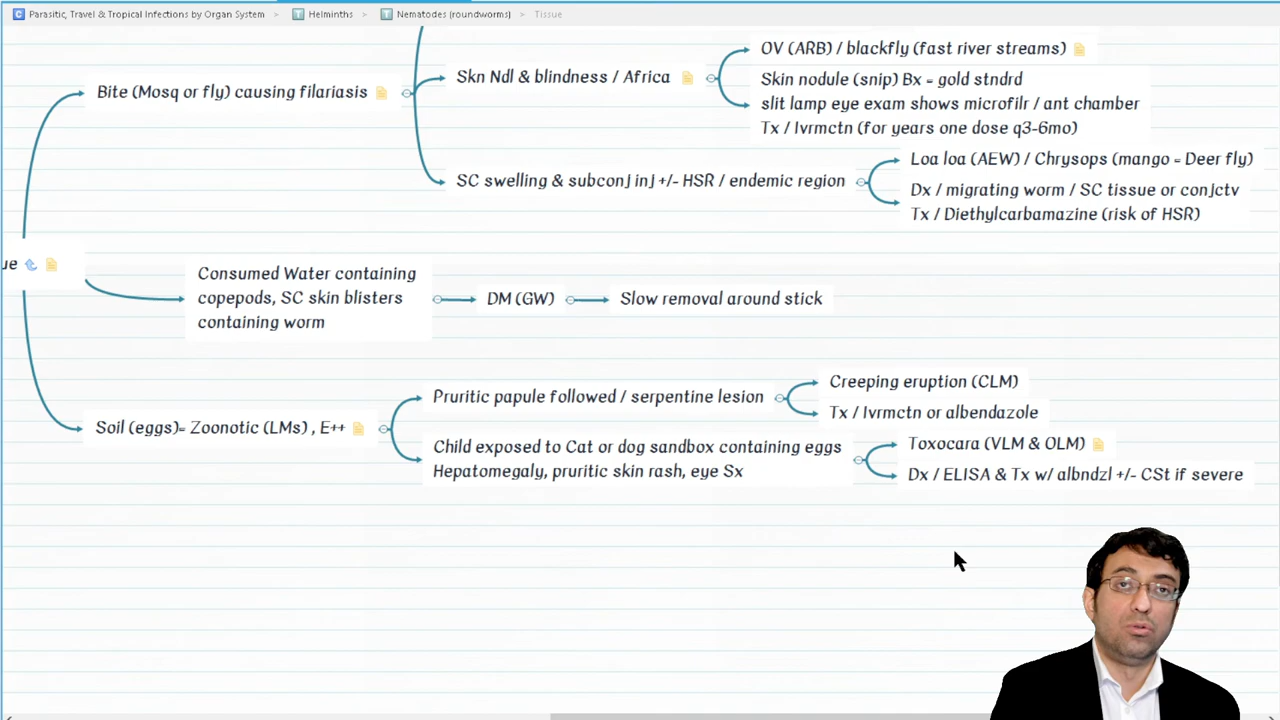 Parasitic, Travel & Tropical Infections by Organ System > Helminths > Nematodes (roundworms) > Tissue
OV (ARB) / blackfly (fast river streams)
Skn Ndl & blindness / Africa
Skin nodule (snip) Bx = gold stndrd
slit lamp eye exam shows microfilr / ant chamber
Tx / Ivrmctn (for years one dose q3-6mo)
Bite (Mosq or fly) causing filariasis
Loa loa (AEW) / Chrysops (mango = Deer fly)
SC swelling & subconj inj +/- HSR / endemic region
Dx / migrating worm / SC tissue or conjctv
Tx / Diethylcarbamazine (risk of HSR)
ue
Consumed Water containing
copepods, SC skin blisters
containing worm
DM (GW)
Slow removal around stick
Creeping eruption (CLM)
Pruritic papule followed / serpentine lesion
Tx / Ivrmctn or albendazole
Soil (eggs)= Zoonotic (LMs) , E++
Child exposed to Cat or dog sandbox containing eggs
Hepatomegaly, pruritic skin rash, eye Sx
Toxocara (VLM & OLM)
Dx / ELISA & Tx w/ albndzl +/- CSt if severe